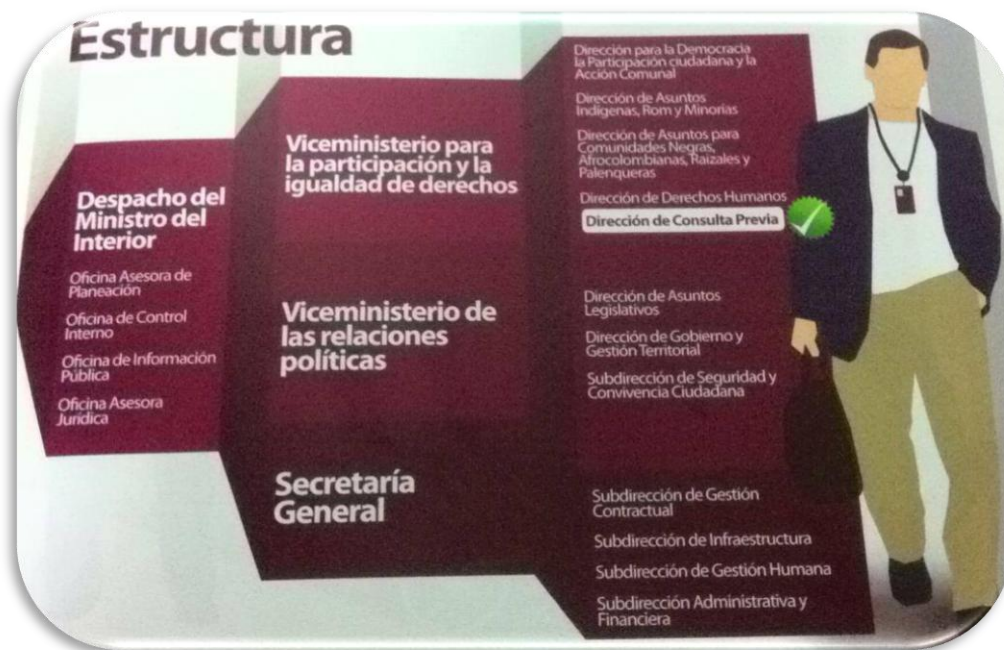 Estructura
Despacho del
Ministro del
Interior
Oficina Asesora de
Planeación
Oficina de Control
Interno
Oficina de Información
Pública
Oficina Asesora
Jurídica
Viceministerio para
la participación y la
igualdad de derechos
Viceministerio de
las relaciones
políticas
Secretaría
General
Dirección para la Democracia
la Participación ciudadana y la
Acción Comunal
Dirección de Asuntos
Indígenas, Rom y Minorías
Dirección de Asuntos para
Comunidades Negras,
Afrocolombianas, Raizales y
Palenqueras
Dirección de Derechos Humanos
Dirección de Consulta Previa
Dirección de Asuntos
Legislativos
Dirección de Gobierno y
Gestión Territorial
Subdirección de Seguridad y
Convivencia Ciudadana
Subdirección de Gestión
Contractual
Subdirección de Infraestructura
Subdirección de Gestión Humana
Subdirección Administrativa y
Financiera